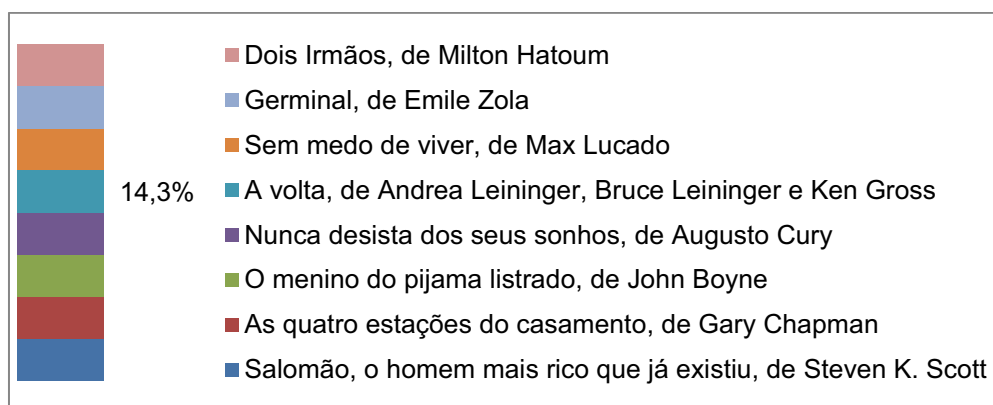 Dois Irmãos, de Milton Hatoum
Germinal, de Emile Zola
Sem medo de viver, de Max Lucado
14,3%
A volta, de Andrea Leininger, Bruce Leininger e Ken Gross
Nunca desista dos seus sonhos, de Augusto Cury
O menino do pijama listrado, de John Boyne
As quatro estações do casamento, de Gary Chapman
Salomão, o homem mais rico que já existiu, de Steven K. Scott